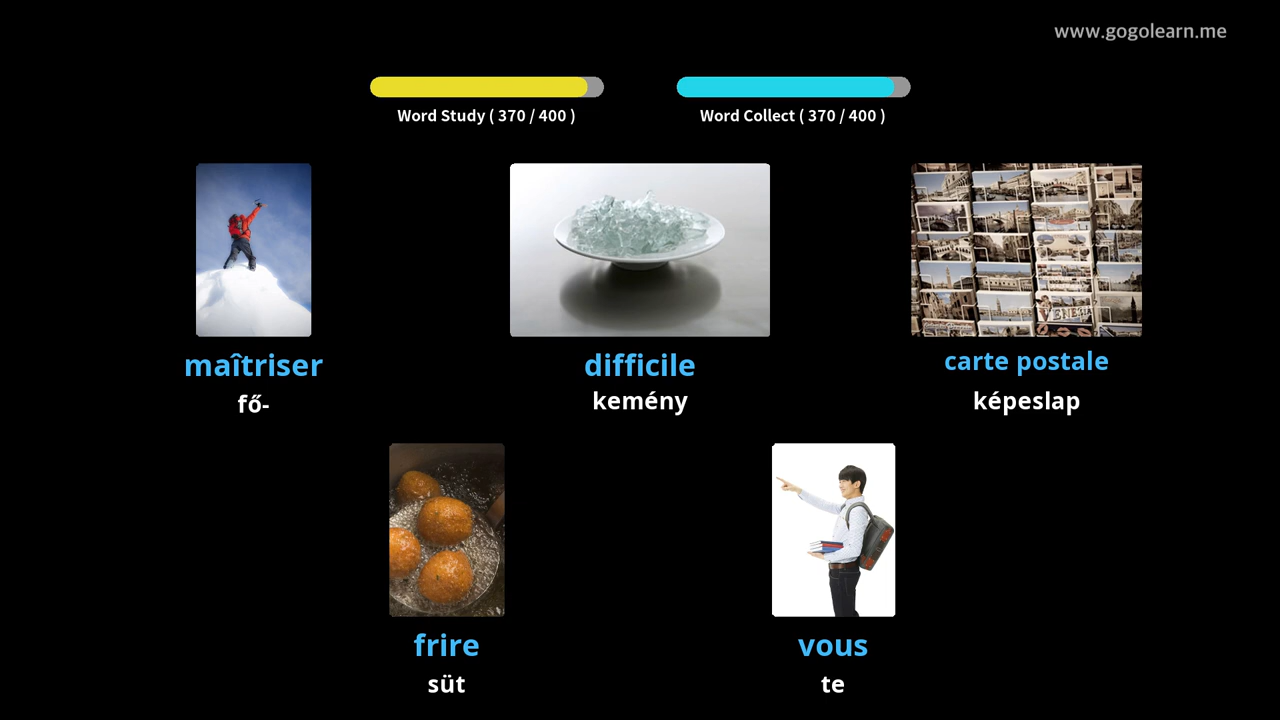 www.gogolearn.me
Word Study ( 370 / 400 )
Word Collect ( 370 / 400 )
VENEZIA
maîtriser
fő-
difficile
kemény
carte postale
képeslap
frire
süt
vous
te